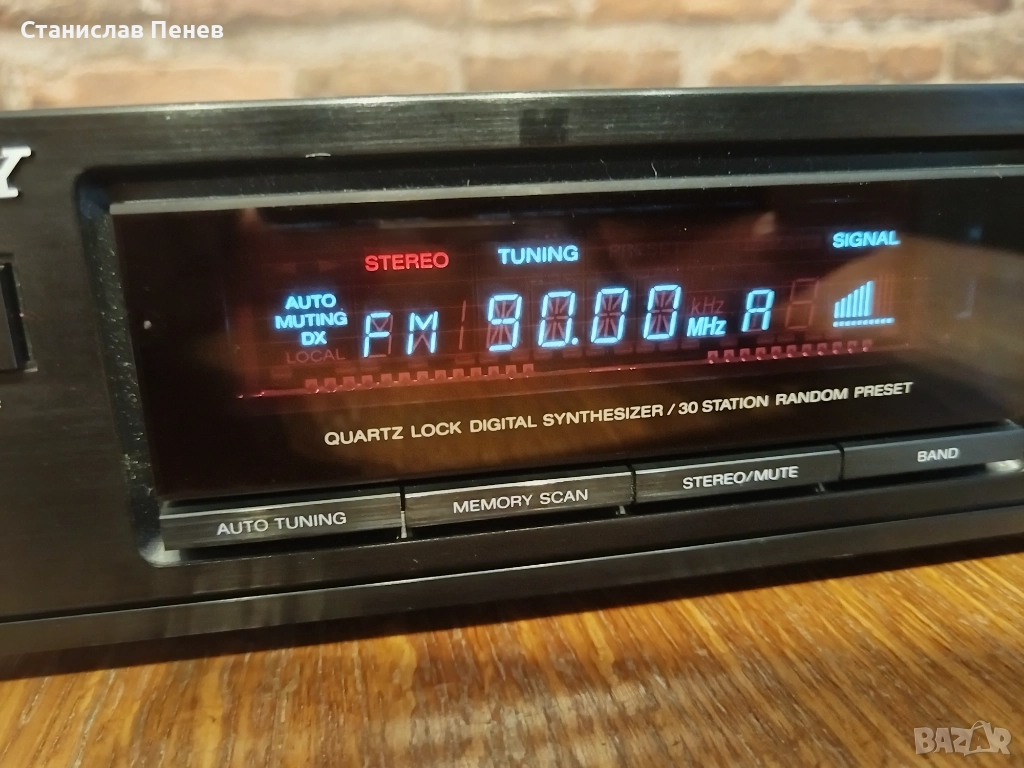 Станислав Пенев
Y
STEREO TUNING SIGNAL
AUTO
MUTING
DX
LOCAL
FM 90.00 kHz MHz A
QUARTZ LOCK DIGITAL SYNTHESIZER / 30 STATION RANDOM PRESET
AUTO TUNING MEMORY SCAN STEREO/MUTE BAND
BAZAR